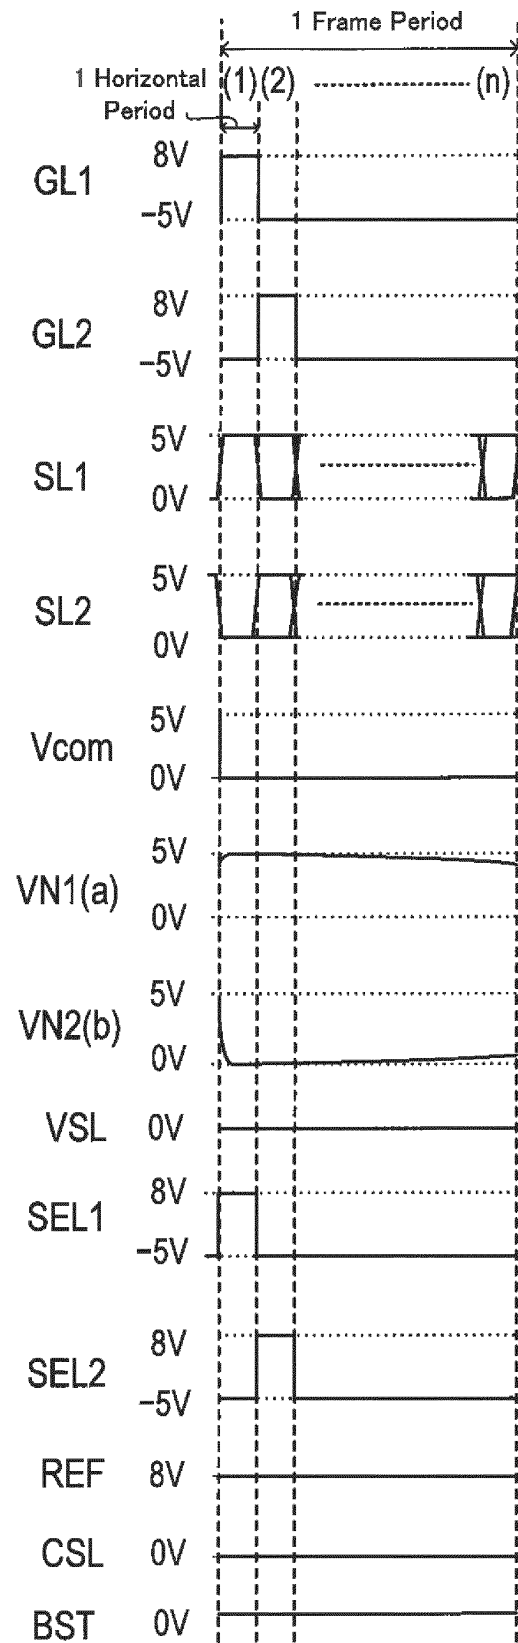 1 Frame Period
1 Horizontal Period
(1) (2) (n)
GL1 8V −5V
GL2 8V −5V
SL1 5V 0V
SL2 5V 0V
Vcom 5V 0V
VN1(a) 5V 0V
VN2(b) 5V 0V
VSL 0V
SEL1 8V −5V
SEL2 8V −5V
REF 8V
CSL 0V
BST 0V